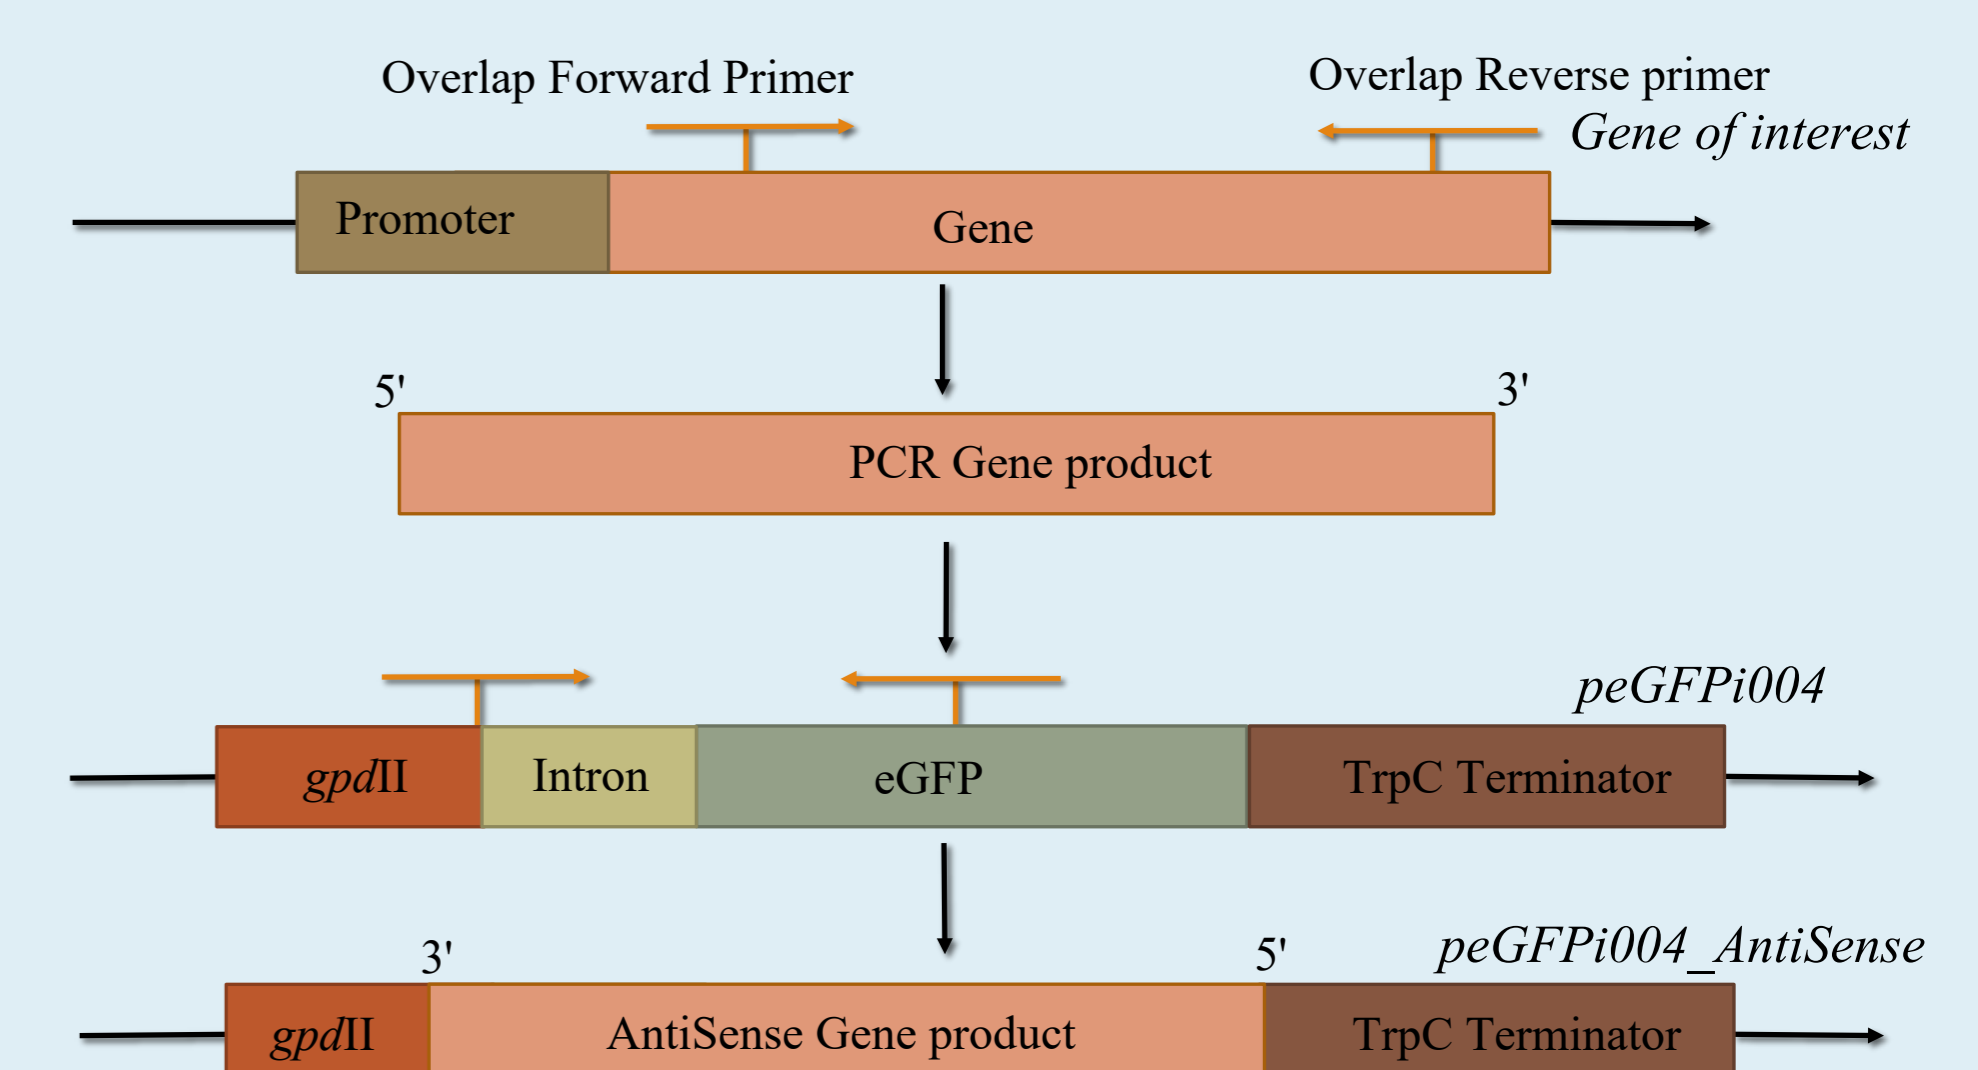 Overlap Forward Primer
Overlap Reverse primer
Gene of interest
Promoter
Gene
5'
3'
PCR Gene product
peGFPi004
gpdII
Intron
eGFP
TrpC Terminator
3'
5'
peGFPi004_AntiSense
gpdII
AntiSense Gene product
TrpC Terminator